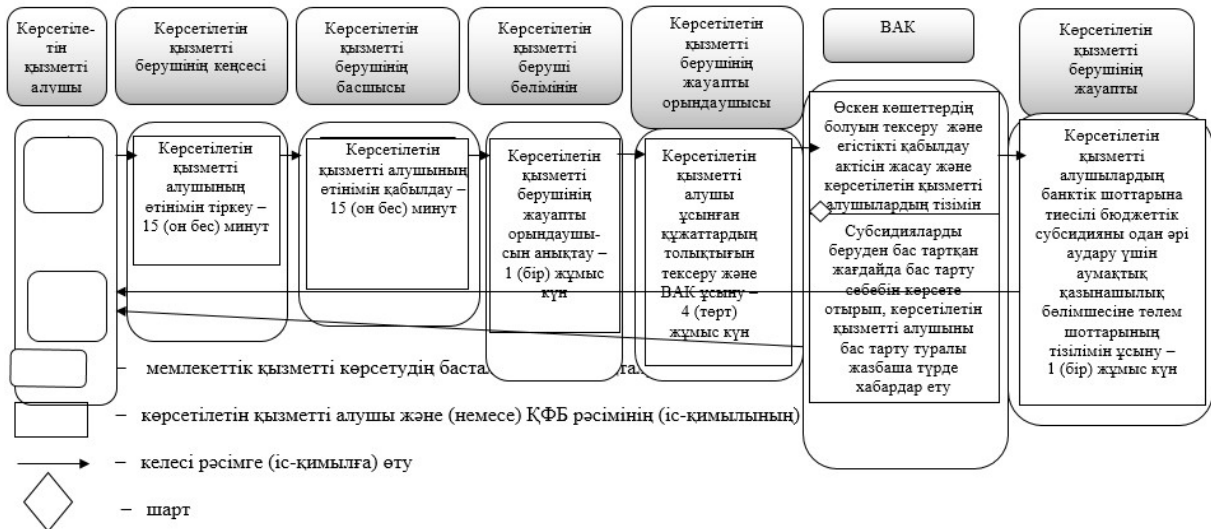 Көрсетіле-
тін
қызметті
алушы
Көрсетілетін
қызметті
берушінің кеңсесі
Көрсетілетін
қызметті
берушінің
басшысы
Көрсетілетін
қызметті
беруші
бөлімінін
Көрсетілетін
қызметті
берушінің
жауапты
орындаушысы
ВАК
Көрсетілетін
қызметті
берушінің
жауапты
Көрсетілетін
қызметті
алушының
өтінімін тіркеу –
15 (он бес) минут
Көрсетілетін
қызметті алушының
өтінімін қабылдау –
15 (он бес) минут
Көрсетілетін
қызметті
берушінің
жауапты
орындаушы-
сын анықтау –
1 (бір) жұмыс
күн
Көрсетілетін
қызметті
алушы
ұсынған
құжаттардың
толықтығын
тексеру және
ВАК ұсыну –
4 (төрт)
жұмыс күн
Өскен көшеттердің
болуын тексеру және
егістікті қабылдау
актісін жасау және
көрсетілетін қызметті
алушылардың тізімін
Субсидияларды
беруден бас тартқан
жағдайда бас тарту
себебін көрсете
отырып, көрсетілетін
қызметті алушыны
бас тарту туралы
жазбаша түрде
хабардар ету
Көрсетілетін
қызметті
алушылардың
банктік шоттарына
тиесілі бюджеттік
субсидияны одан әрі
аудару үшін
аумақтық
қазынашылық
бөлімшесіне төлем
шоттарының
тізілімін ұсыну –
1 (бір) жұмыс күн
– мемлекеттік қызметті көрсетудің
– көрсетілетін қызметті алушы және (немесе) ҚФБ рәсімінің (іс-қимылының)
– келесі рәсімге (іс-қимылға) өту
– шарт